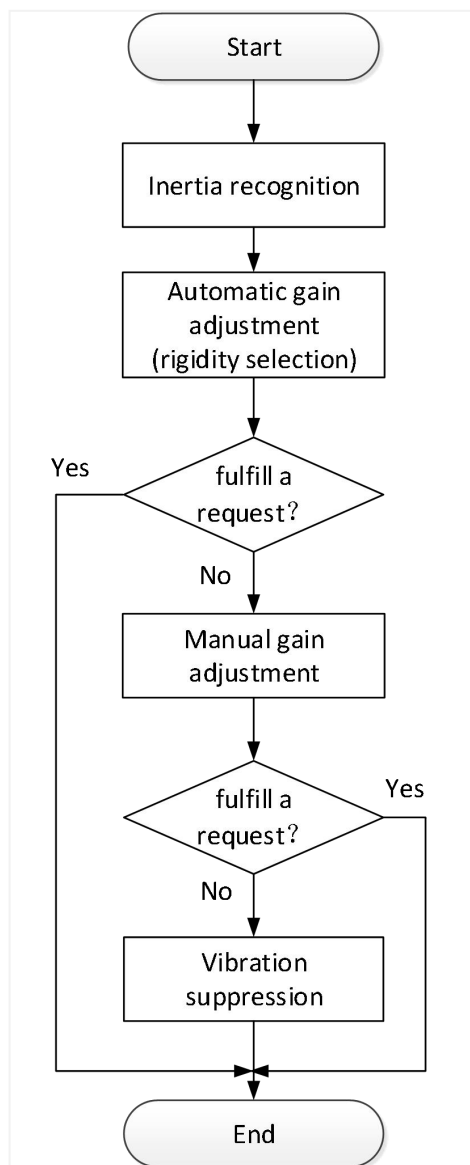 Start
Inertia recognition
Automatic gain
adjustment
(rigidity selection)
Yes
fulfill a
request？
No
Manual gain
adjustment
Yes
fulfill a
request？
No
Vibration
suppression
End